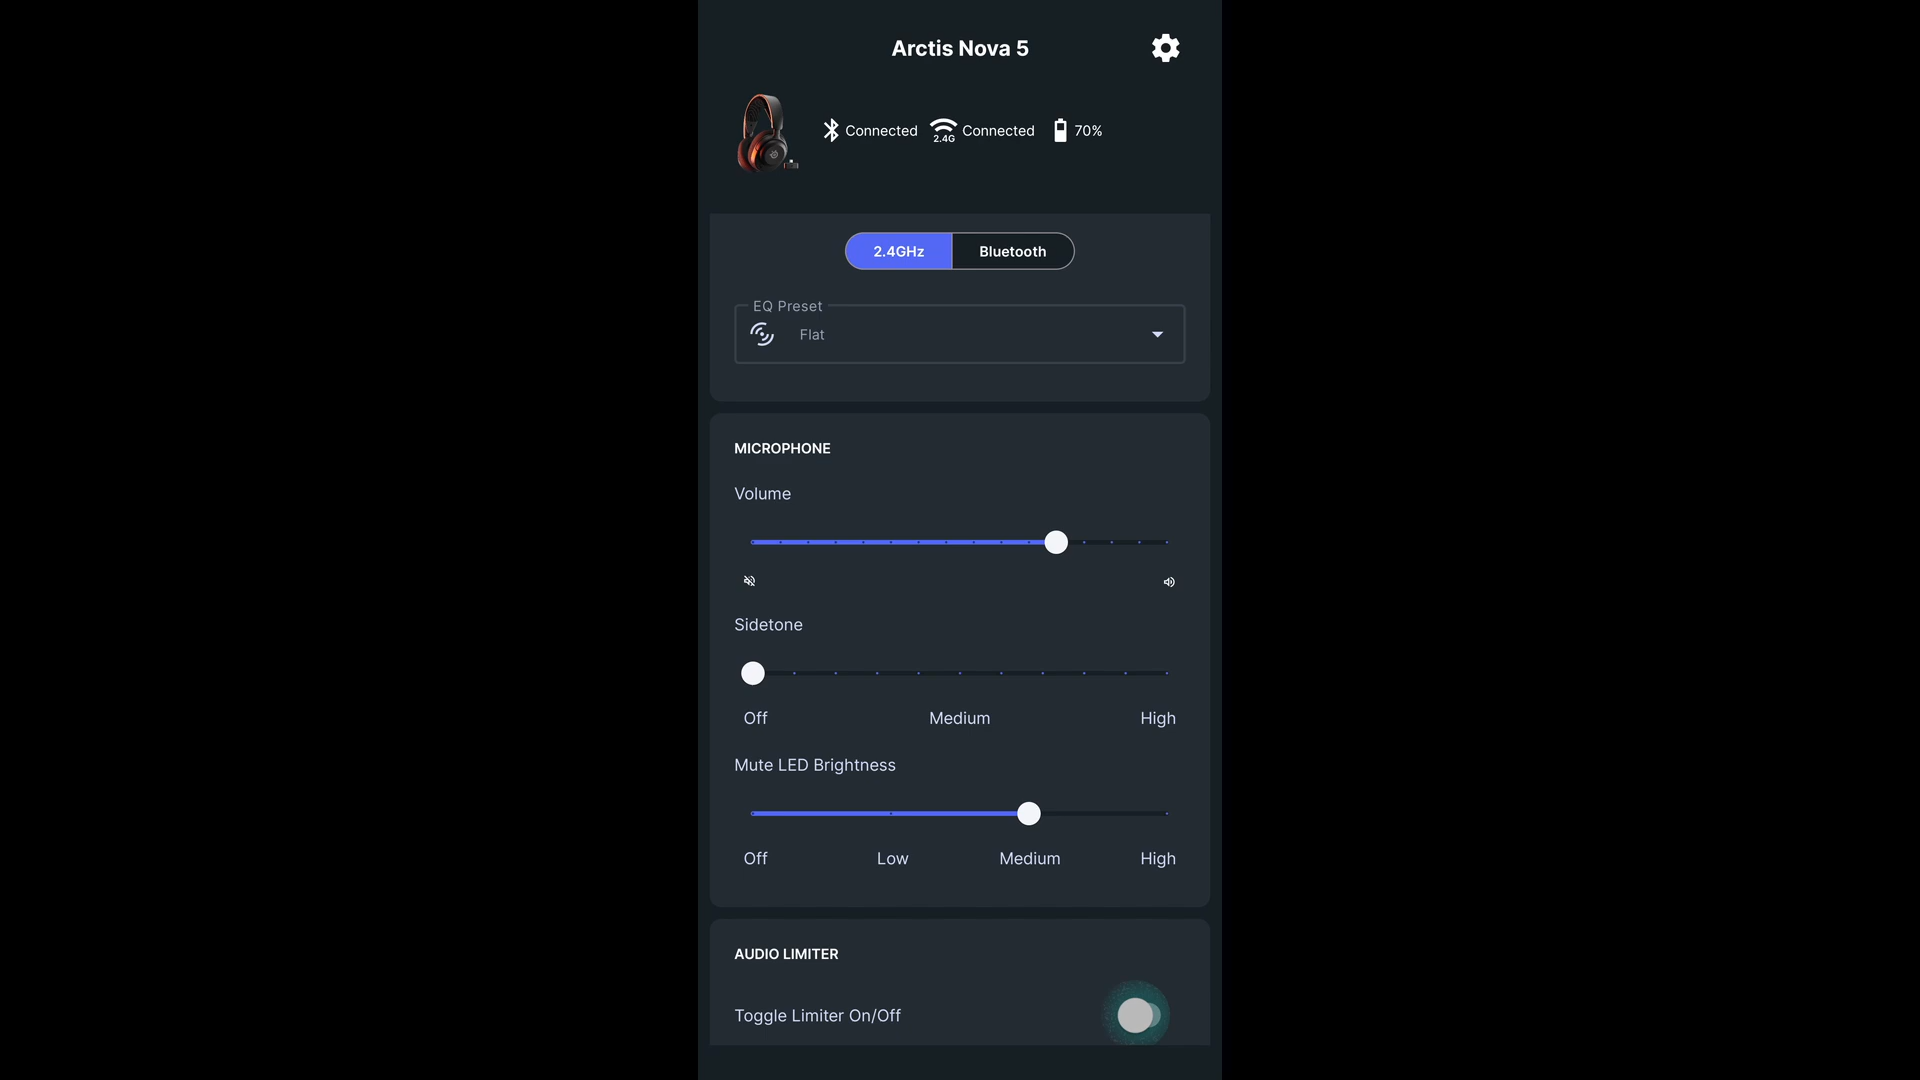 Arctis Nova 5
Connected 2.4G Connected 70%
2.4GHz Bluetooth
EQ Preset
Flat
MICROPHONE
Volume
Sidetone
Off Medium High
Mute LED Brightness
Off Low Medium High
AUDIO LIMITER
Toggle Limiter On/Off